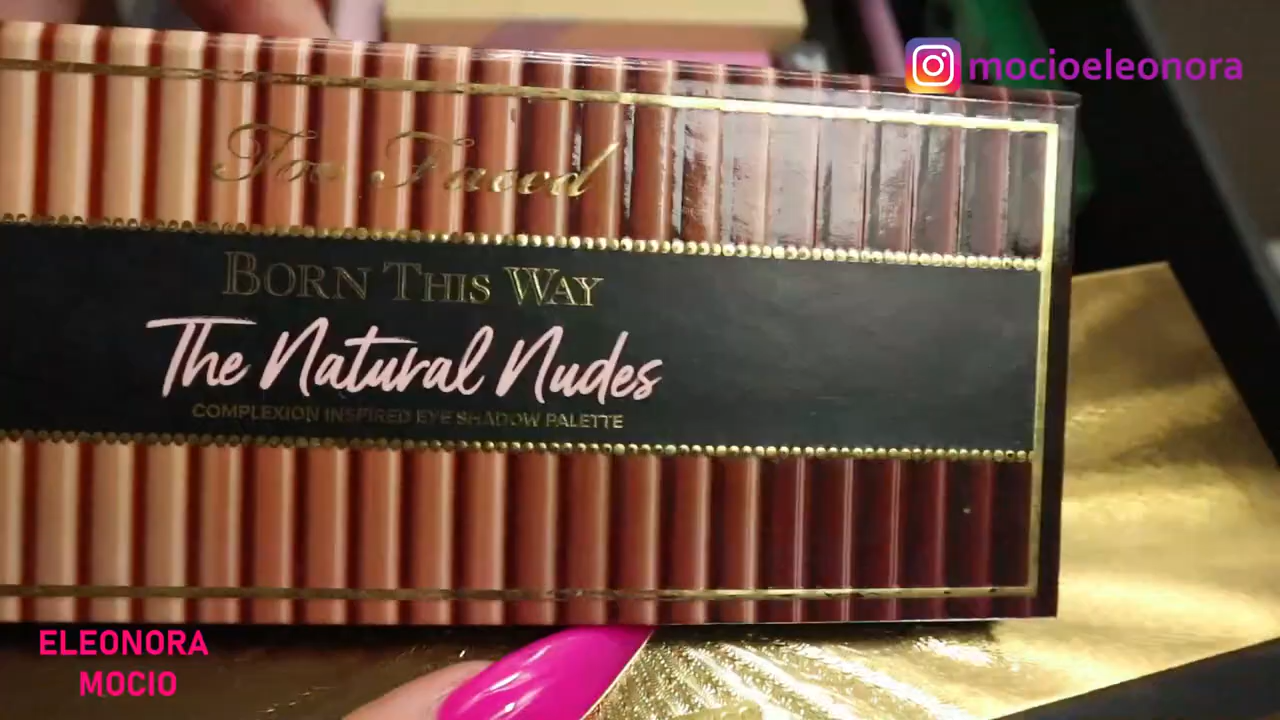 mocioeleonora
Too Faced
BORN THIS WAY
The Natural Nudes
COMPLEXION INSPIRED EYE SHADOW PALETTE
ELEONORA
MOCIO